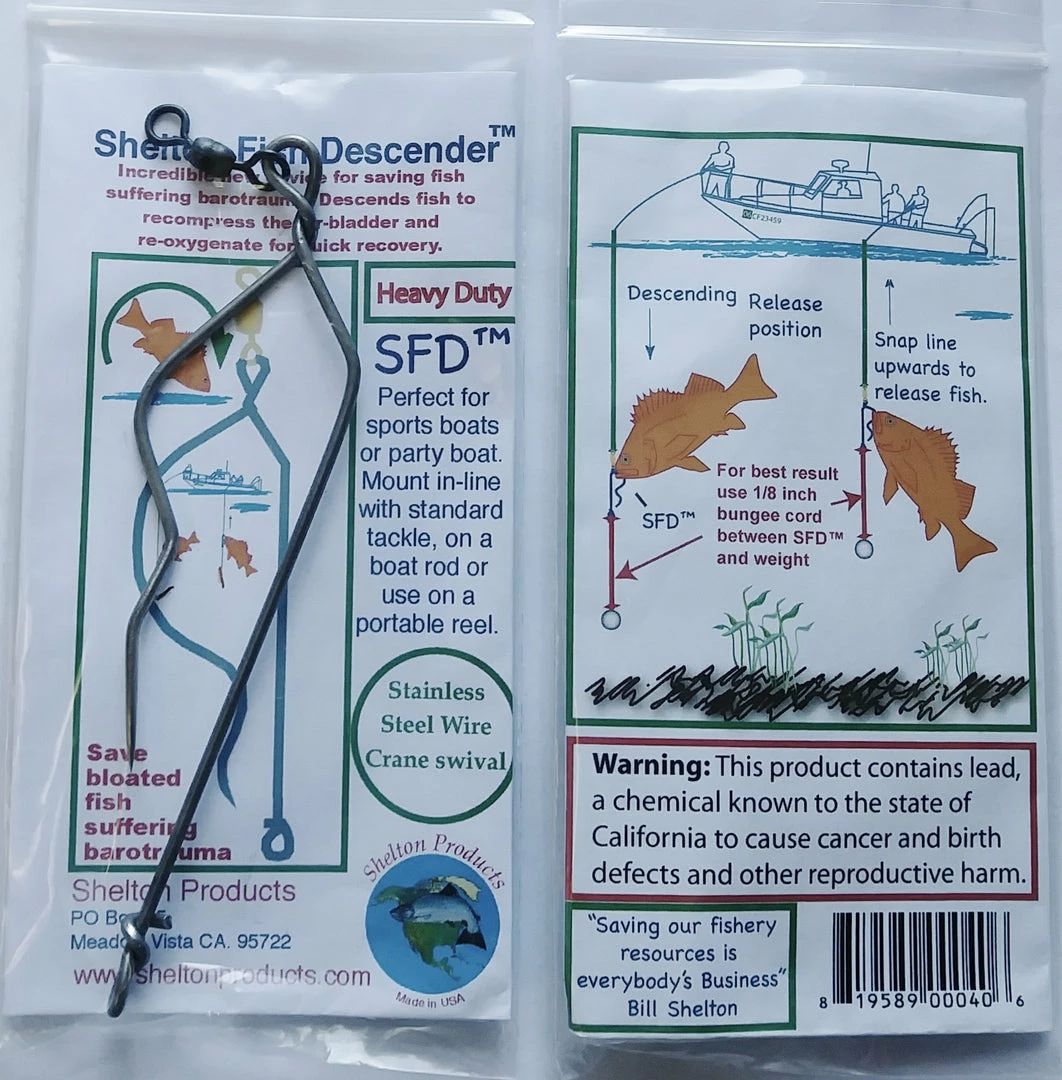 Shelton Fish Descender™
Incredible new device for saving fish
suffering barotrauma. Descends fish to
recompress the air-bladder and
re-oxygenate for quick recovery.
Heavy Duty
SFD™
Perfect for
sports boats
or party boat.
Mount in-line
with standard
tackle, on a
boat rod or
use on a
portable reel.
Stainless
Steel Wire
Crane swival
Save
bloated
fish
suffering
barotrauma
Shelton Products
PO Box
Meadow Vista CA. 95722
www.sheltonproducts.com
Shelton Products
Made in USA
CF23459
Descending
Release
position
Snap line
upwards to
release fish.
SFD™
For best result
use 1/8 inch
bungee cord
between SFD™
and weight
Warning: This product contains lead,
a chemical known to the state of
California to cause cancer and birth
defects and other reproductive harm.
"Saving our fishery
resources is
everybody's Business"
Bill Shelton
8 19589 00040 6